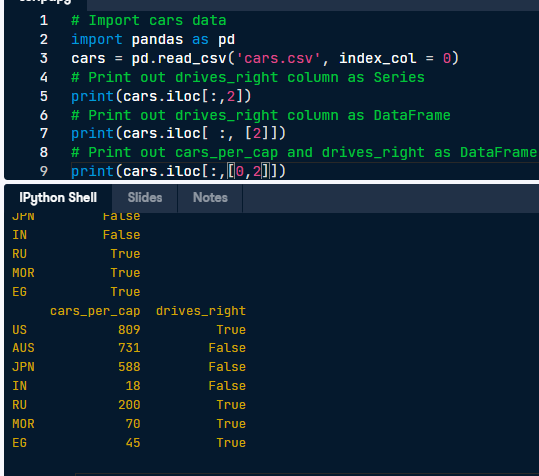 1 # Import cars data
2 import pandas as pd
3 cars = pd.read_csv('cars.csv', index_col = 0)
4 # Print out drives_right column as Series
5 print(cars.iloc[:,2])
6 # Print out drives_right column as DataFrame
7 print(cars.iloc[ :, [2]])
8 # Print out cars_per_cap and drives_right as DataFrame
9 print(cars.iloc[:,[0,2]])
IPython Shell Slides Notes
JPN False
IN False
RU True
MOR True
EG True
cars_per_cap drives_right
US 809 True
AUS 731 False
JPN 588 False
IN 18 False
RU 200 True
MOR 70 True
EG 45 True